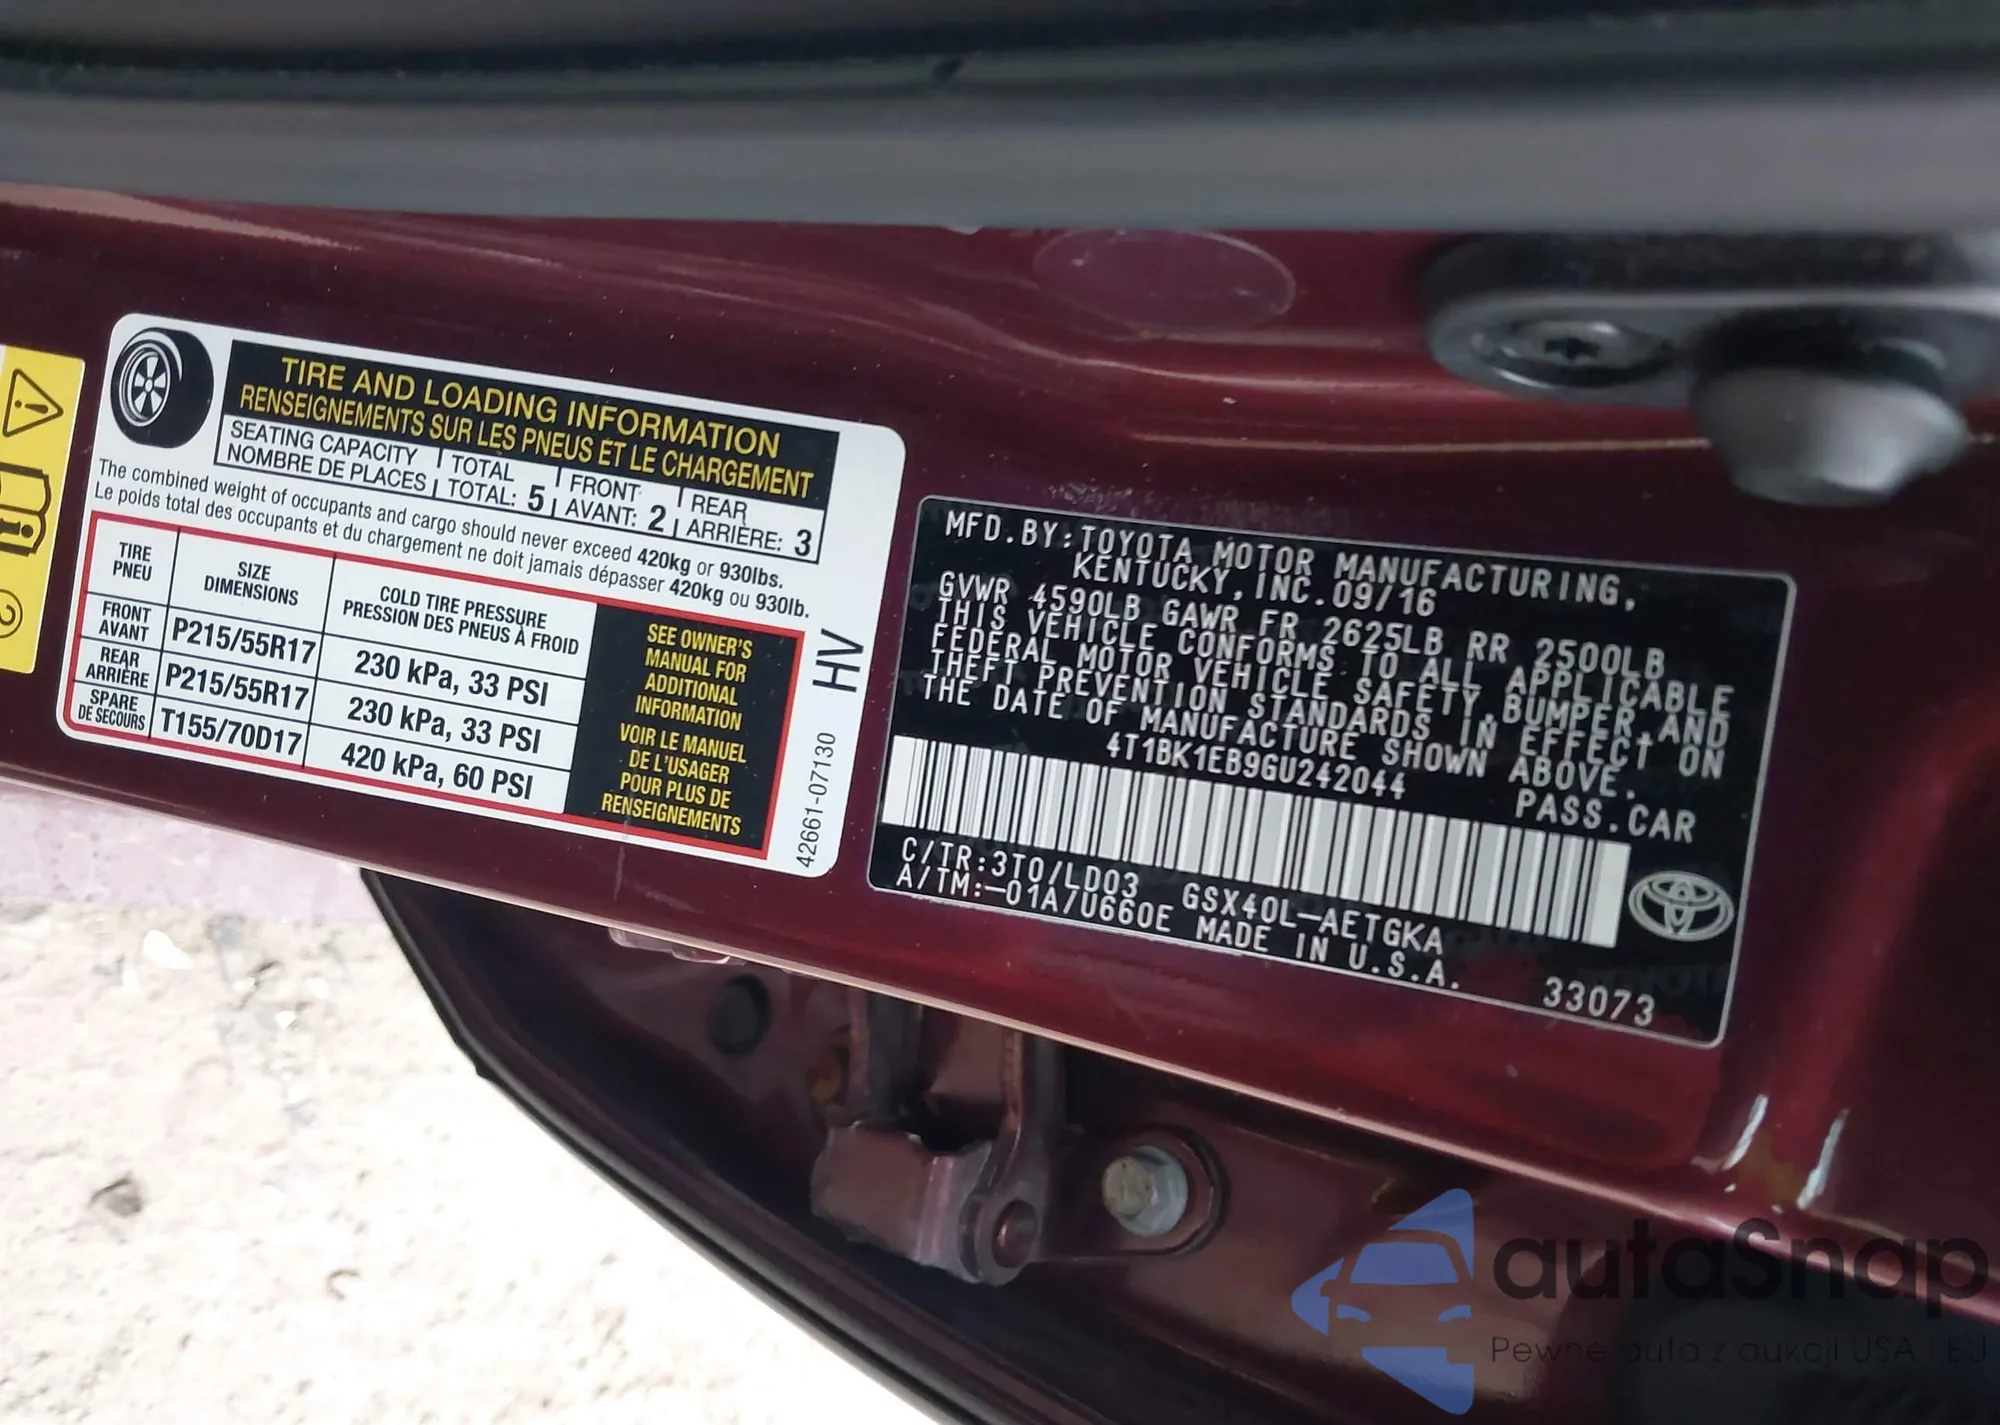 TIRE AND LOADING INFORMATION
RENSEIGNEMENTS SUR LES PNEUS ET LE CHARGEMENT
SEATING CAPACITY | TOTAL | FRONT | REAR
NOMBRE DE PLACES | TOTAL: 5 | AVANT: 2 | ARRIÈRE: 3
The combined weight of occupants and cargo should never exceed 420kg or 930lbs.
Le poids total des occupants et du chargement ne doit jamais dépasser 420kg ou 930lb.
TIRE
PNEU
SIZE
DIMENSIONS
COLD TIRE PRESSURE
PRESSION DES PNEUS À FROID
FRONT
AVANT
P215/55R17
230 kPa, 33 PSI
REAR
ARRIÈRE
P215/55R17
230 kPa, 33 PSI
SPARE
DE SECOURS
T155/70D17
420 kPa, 60 PSI
SEE OWNER'S
MANUAL FOR
ADDITIONAL
INFORMATION
VOIR LE MANUEL
DE L'USAGER
POUR PLUS DE
RENSEIGNEMENTS
HV
42661-07130
MFD.BY:TOYOTA MOTOR MANUFACTURING,
KENTUCKY,INC.09/16
GVWR 4590LB GAWR FR 2625LB RR 2500LB
THIS VEHICLE CONFORMS TO ALL APPLICABLE
FEDERAL MOTOR VEHICLE SAFETY,BUMPER,AND
THEFT PREVENTION STANDARDS IN EFFECT ON
THE DATE OF MANUFACTURE SHOWN ABOVE.
4T1BK1EB9GU242044
PASS.CAR
C/TR:3T0/LD03 GSX40L-AETGKA
A/TM:-01A/U660E MADE IN U.S.A.
33073
autaSnap
Pewne auta z aukcji USA i EU